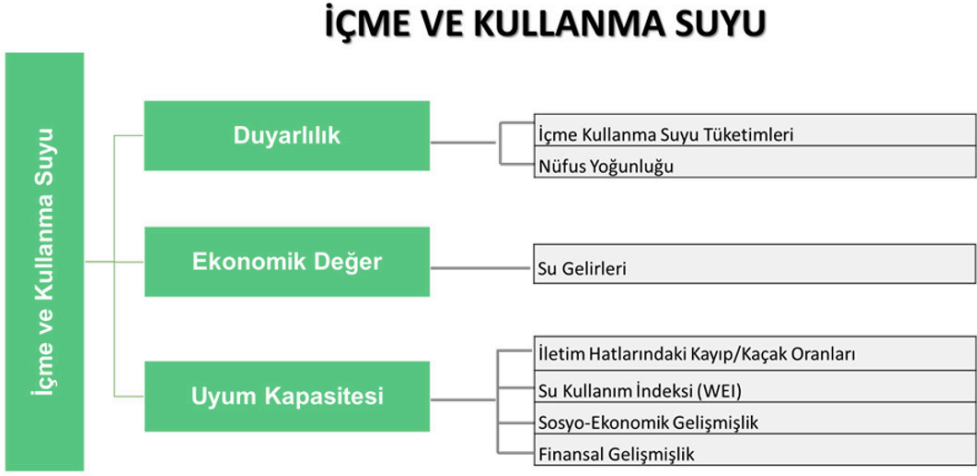 İÇME VE KULLANMA SUYU
İçme ve Kullanma Suyu
Duyarlılık
İçme Kullanma Suyu Tüketimleri
Nüfus Yoğunluğu
Ekonomik Değer
Su Gelirleri
Uyum Kapasitesi
İletim Hatlarındaki Kayıp/Kaçak Oranları
Su Kullanım İndeksi (WEI)
Sosyo-Ekonomik Gelişmişlik
Finansal Gelişmişlik